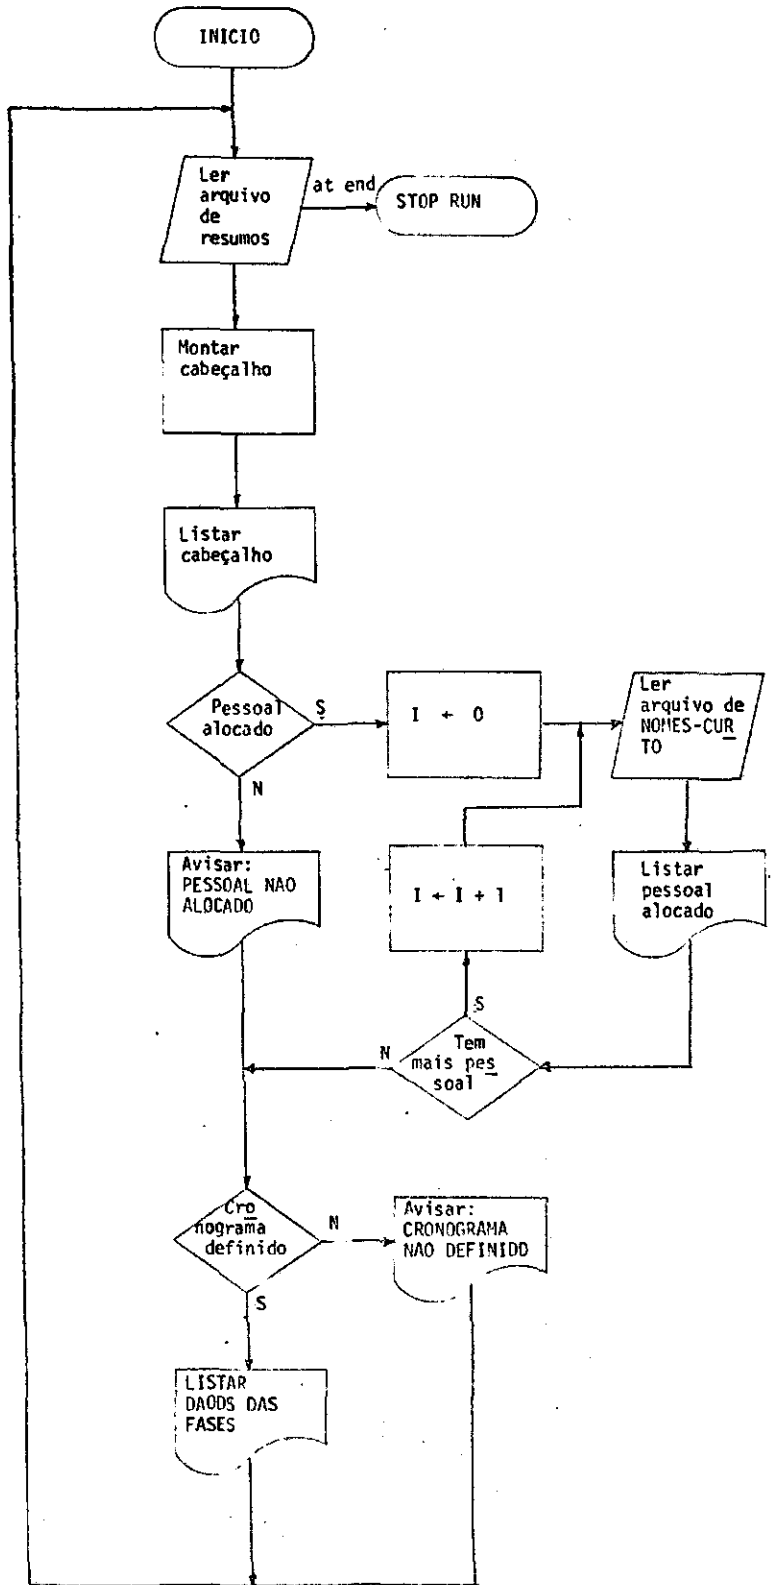 INICIO
Ler
arquivo
de
resumos
at end
STOP RUN
Montar
cabeçalho
Listar
cabeçalho
Pessoal
alocado
S
N
I ← 0
Ler
arquivo de
NOMES-CUR
TO
Avisar:
PESSOAL NAO
ALOCADO
I ← I + 1
Listar
pessoal
alocado
S
N
Tem
mais pes
soal
Cro
nograma
definido
N
S
Avisar:
CRONOGRAMA
NAO DEFINIDO
LISTAR
DAODS DAS
FASES